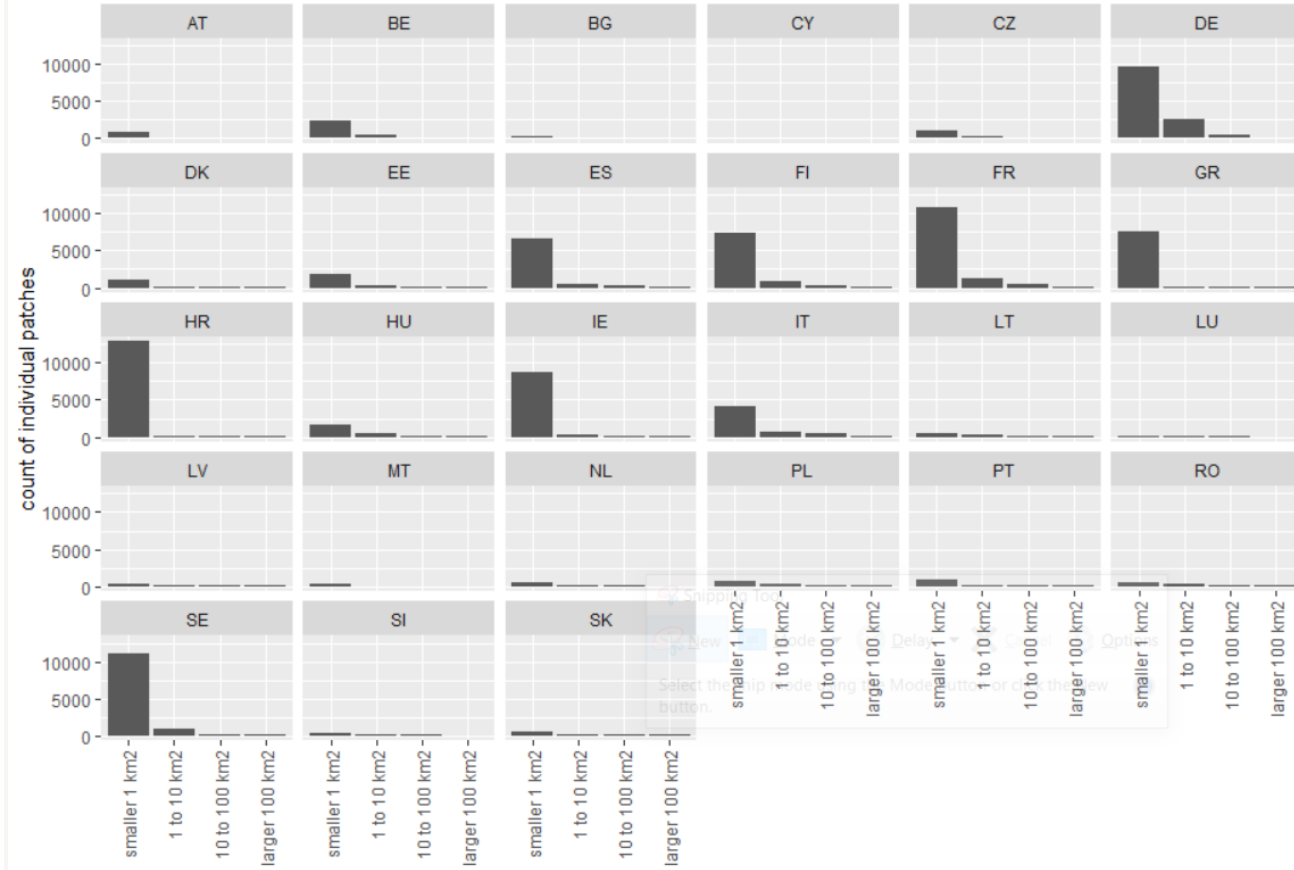 AT BE BG CY CZ DE
10000
5000
0
DK EE ES FI FR GR
10000
5000
0
HR HU IE IT LT LU
10000
5000
0
LV MT NL PL PT RO
10000
5000
0
SE SI SK
10000
5000
0
count of individual patches
smaller 1 km2 1 to 10 km2 10 to 100 km2 larger 100 km2 smaller 1 km2 1 to 10 km2 10 to 100 km2 larger 100 km2 smaller 1 km2 1 to 10 km2 10 to 100 km2 larger 100 km2
smaller 1 km2 1 to 10 km2 10 to 100 km2 larger 100 km2 smaller 1 km2 1 to 10 km2 10 to 100 km2 larger 100 km2 smaller 1 km2 1 to 10 km2 10 to 100 km2 larger 100 km2
Snipping Tool
New Mode Delay Cancel Options
Select the snip mode using the Mode button or click the New
button.